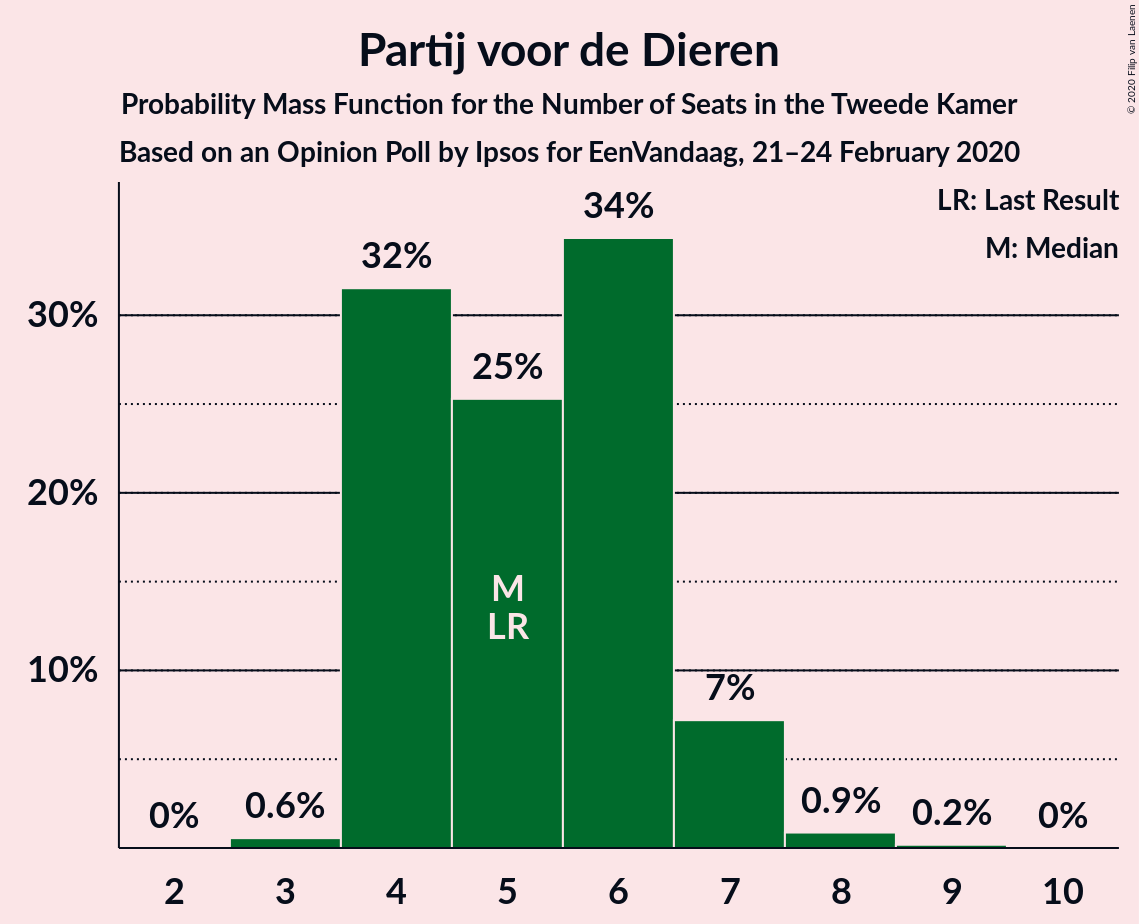 Partij voor de Dieren
Probability Mass Function for the Number of Seats in the Tweede Kamer
Based on an Opinion Poll by Ipsos for EenVandaag, 21–24 February 2020
© 2020 Filip van Laenen
LR: Last Result
M: Median
34%
32%
30%
25%
20%
M
LR
10%
7%
0%
0.6%
0.9%
0.2%
0%
2 3 4 5 6 7 8 9 10